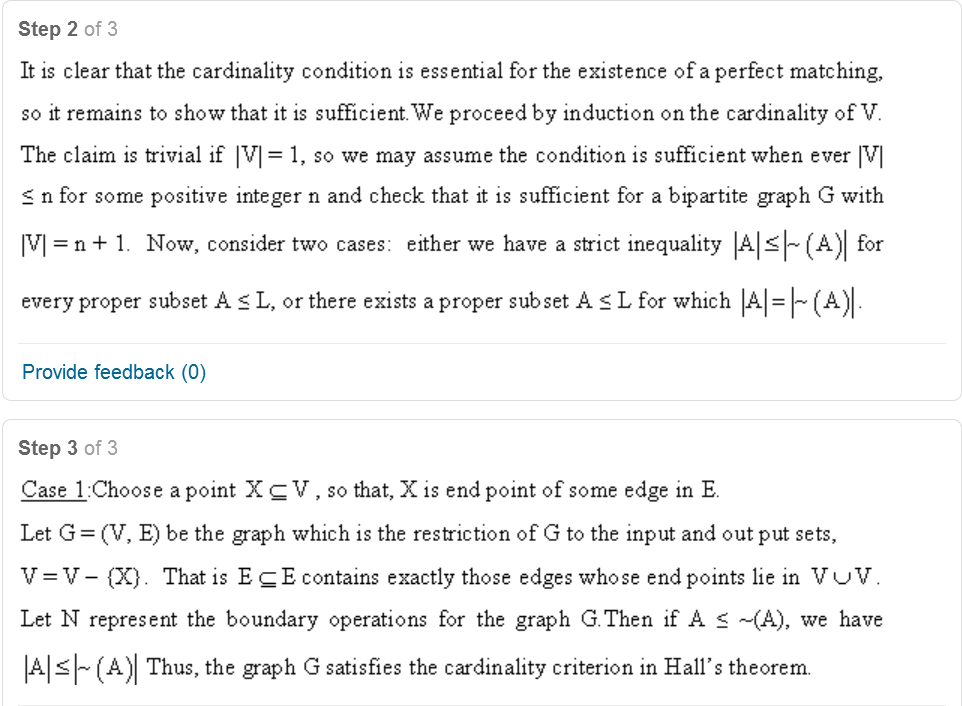 Step 2 of 3
It is clear that the cardinality condition is essential for the existence of a perfect matching,
so it remains to show that it is sufficient.We proceed by induction on the cardinality of V.
The claim is trivial if |V| = 1, so we may assume the condition is sufficient when ever |V|
≤ n for some positive integer n and check that it is sufficient for a bipartite graph G with
|V| = n + 1. Now, consider two cases: either we have a strict inequality |A|≤|~(A)| for
every proper subset A ≤ L, or there exists a proper subset A ≤ L for which |A|=|~(A)|.
Provide feedback (0)
Step 3 of 3
Case 1:Choose a point X ⊆ V , so that, X is end point of some edge in E.
Let G = (V, E) be the graph which is the restriction of G to the input and out put sets,
V = V – {X}. That is E ⊆ E contains exactly those edges whose end points lie in V ∪ V.
Let N represent the boundary operations for the graph G.Then if A ≤ ~(A), we have
|A|≤|~(A)| Thus, the graph G satisfies the cardinality criterion in Hall's theorem.